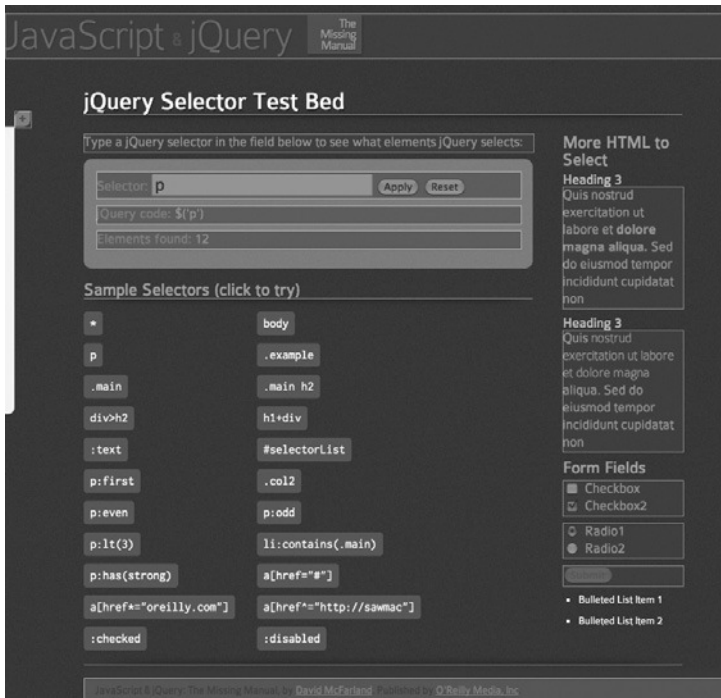 JavaScript & jQuery
The
Missing
Manual
jQuery Selector Test Bed
Type a jQuery selector in the field below to see what elements jQuery selects:
Selector: p Apply Reset
jQuery code: $('p')
Elements found: 12
Sample Selectors (click to try)
* body
p .example
.main .main h2
div>h2 h1+div
:text #selectorList
p:first .col2
p:even p:odd
p:lt(3) li:contains(.main)
p:has(strong) a[href="#"]
a[href*="oreilly.com"] a[href^="http://sawmac"]
:checked :disabled
More HTML to
Select
Heading 3
Quis nostrud
exercitation ut
labore et dolore
magna aliqua. Sed
do eiusmod tempor
incididunt cupidatat
non
Heading 3
Quis nostrud
exercitation ut labore
et dolore magna
aliqua. Sed do
eiusmod tempor
incididunt cupidatat
non
Form Fields
Checkbox
Checkbox2
Radio1
Radio2
Bulleted List Item 1
Bulleted List Item 2
JavaScript & jQuery: The Missing Manual, by David McFarland. Published by O'Reilly Media, Inc